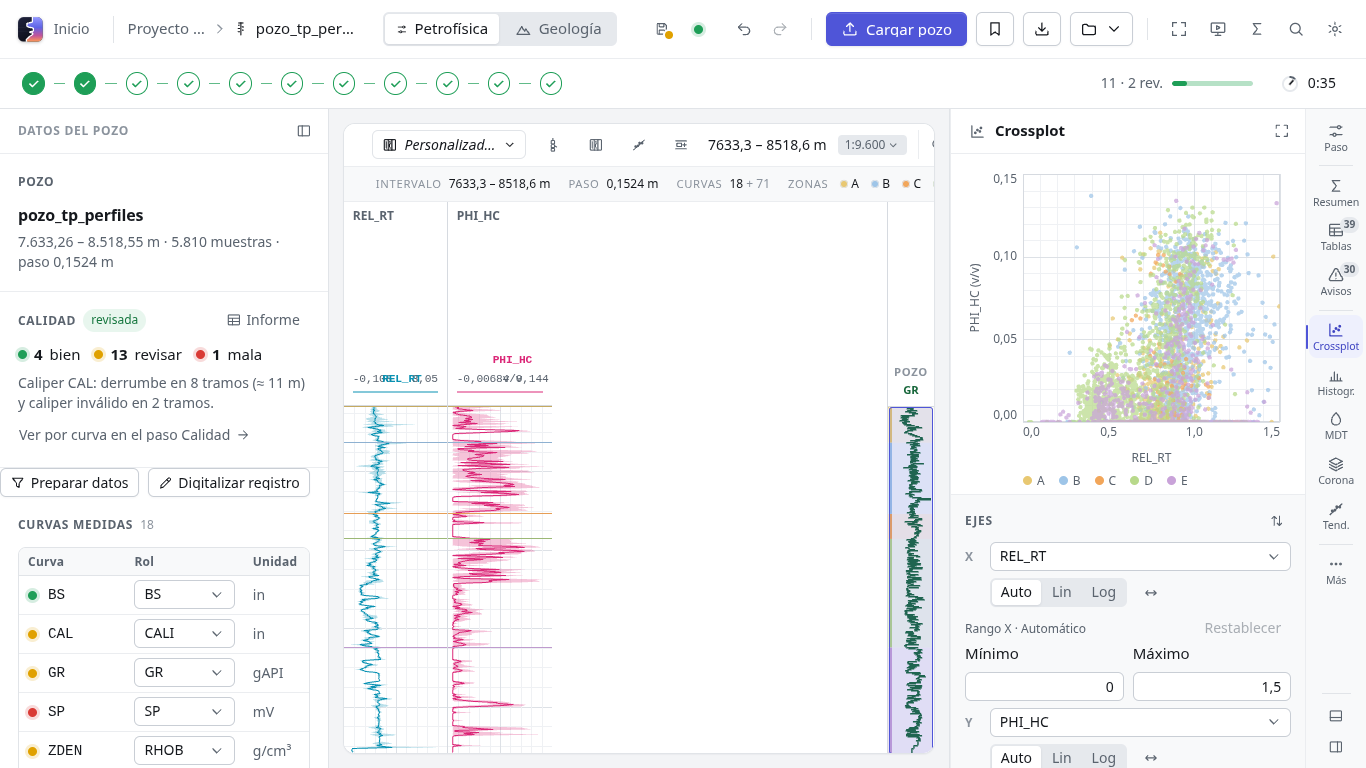 Inicio
Proyecto ...
pozo_tp_per...
Petrofísica
Geología
Cargar pozo
11 · 2 rev.
0:35
DATOS DEL POZO
POZO
pozo_tp_perfiles
7.633,26 – 8.518,55 m · 5.810 muestras ·
paso 0,1524 m
CALIDAD
revisada
Informe
4 bien
13 revisar
1 mala
Caliper CAL: derrumbe en 8 tramos (≈ 11 m)
y caliper inválido en 2 tramos.
Ver por curva en el paso Calidad →
Preparar datos
Digitalizar registro
CURVAS MEDIDAS 18
Curva Rol Unidad
BS BS in
CAL CALI in
GR GR gAPI
SP SP mV
ZDEN RHOB g/cm³
Personalizad...
7633,3 – 8518,6 m
1:9.600
INTERVALO 7633,3 – 8518,6 m
PASO 0,1524 m
CURVAS 18 + 71
ZONAS A B C
REL_RT
PHI_HC
PHI_HC
REL_RT
POZO
GR
Crossplot
0,15
0,10
0,05
0,00
PHI_HC (v/v)
0,0 0,5 1,0 1,5
REL_RT
A B C D E
EJES
X REL_RT
Auto Lin Log
Rango X · Automático
Restablecer
Mínimo Máximo
0 1,5
Y PHI_HC
Auto Lin Log
Paso
Resumen
39
Tablas
30
Avisos
Crossplot
Histogr.
MDT
Corona
Tend.
Más